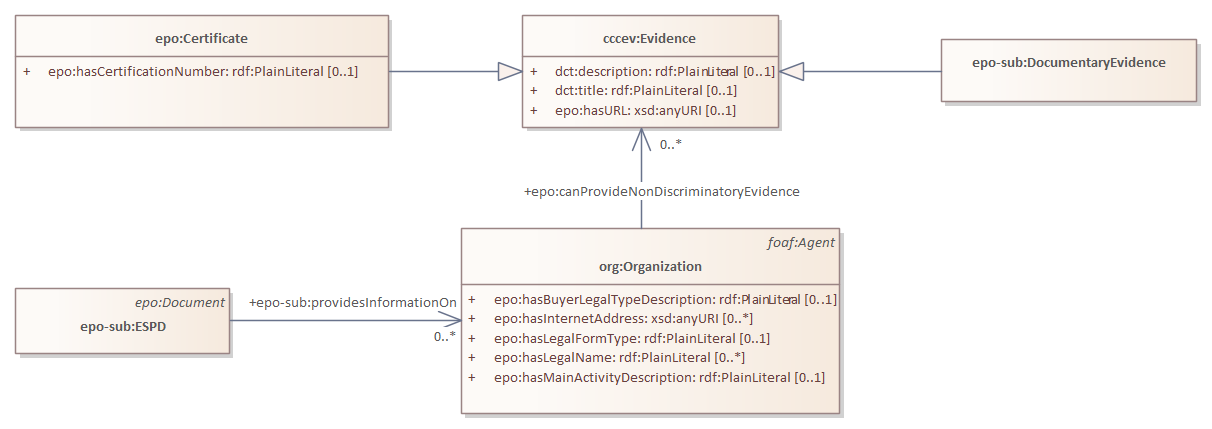 epo:Certificate
+ epo:hasCertificationNumber: rdf:PlainLiteral [0..1]
cccev:Evidence
+ dct:description: rdf:PlainLiteral [0..1]
+ dct:title: rdf:PlainLiteral [0..1]
+ epo:hasURL: xsd:anyURI [0..1]
epo-sub:DocumentaryEvidence
0..*
+epo:canProvideNonDiscriminatoryEvidence
foaf:Agent
org:Organization
+ epo:hasBuyerLegalTypeDescription: rdf:PlainLiteral [0..1]
+ epo:hasInternetAddress: xsd:anyURI [0..*]
+ epo:hasLegalFormType: rdf:PlainLiteral [0..1]
+ epo:hasLegalName: rdf:PlainLiteral [0..*]
+ epo:hasMainActivityDescription: rdf:PlainLiteral [0..1]
epo:Document
epo-sub:ESPD
+epo-sub:providesInformationOn
0..*